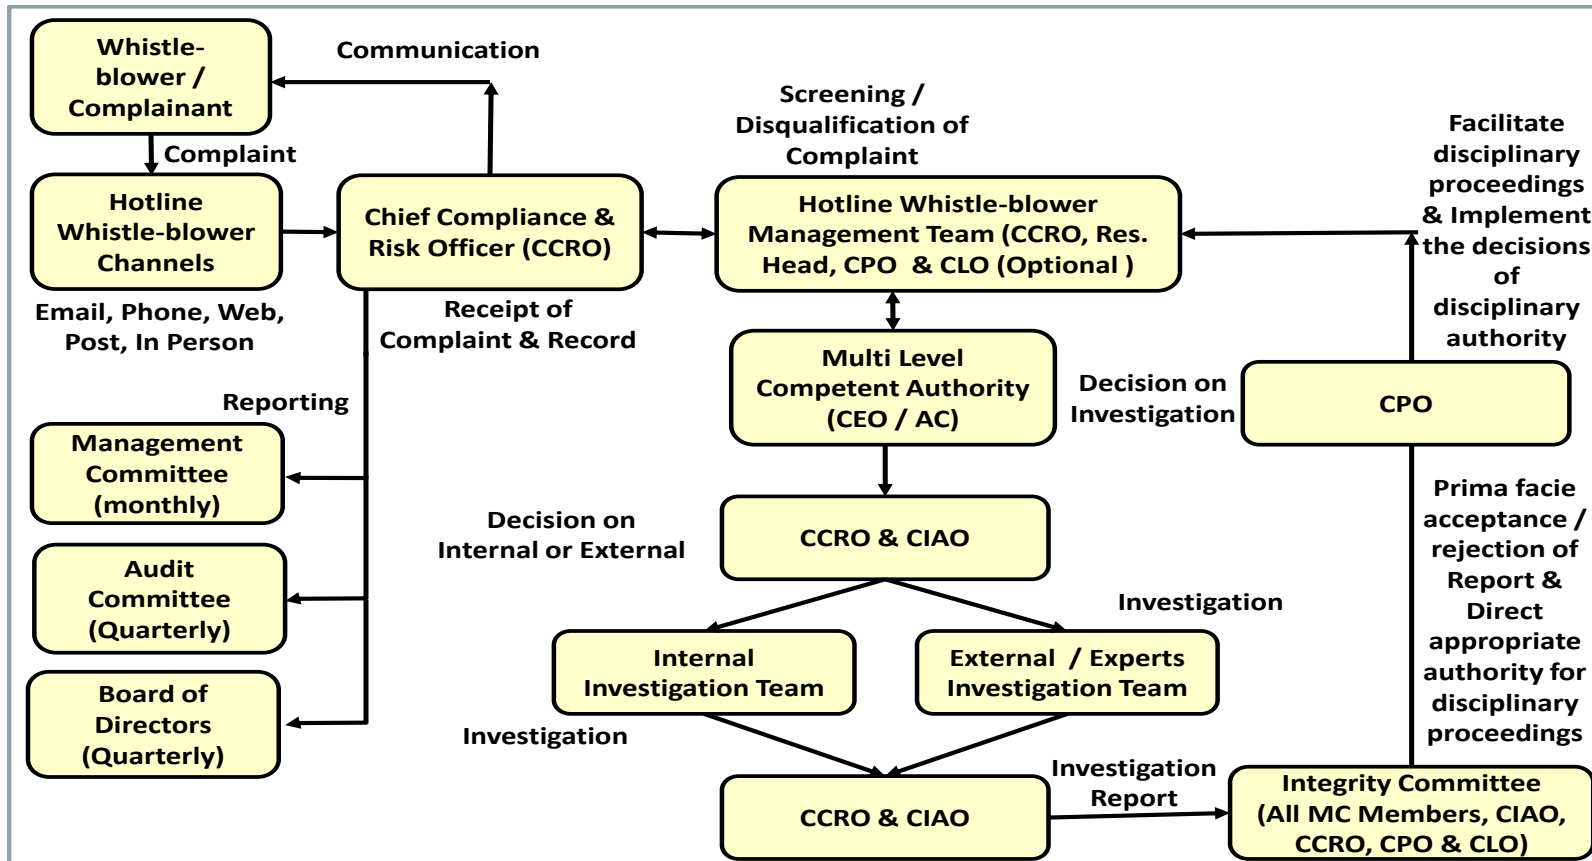 Whistle-
blower /
Complainant
Communication
Complaint
Hotline
Whistle-blower
Channels
Email, Phone, Web,
Post, In Person
Chief Compliance &
Risk Officer (CCRO)
Receipt of
Complaint & Record
Reporting
Management
Committee
(monthly)
Audit
Committee
(Quarterly)
Board of
Directors
(Quarterly)
Screening /
Disqualification of
Complaint
Hotline Whistle-blower
Management Team (CCRO, Res.
Head, CPO & CLO (Optional )
Multi Level
Competent Authority
(CEO / AC)
Decision on
Investigation
CCRO & CIAO
Decision on
Internal or External
Investigation
Internal
Investigation Team
External / Experts
Investigation Team
Investigation
CCRO & CIAO
Investigation
Report
Integrity Committee
(All MC Members, CIAO,
CCRO, CPO & CLO)
Prima facie
acceptance /
rejection of
Report &
Direct
appropriate
authority for
disciplinary
proceedings
CPO
Facilitate
disciplinary
proceedings
& Implement
the decisions
of
disciplinary
authority